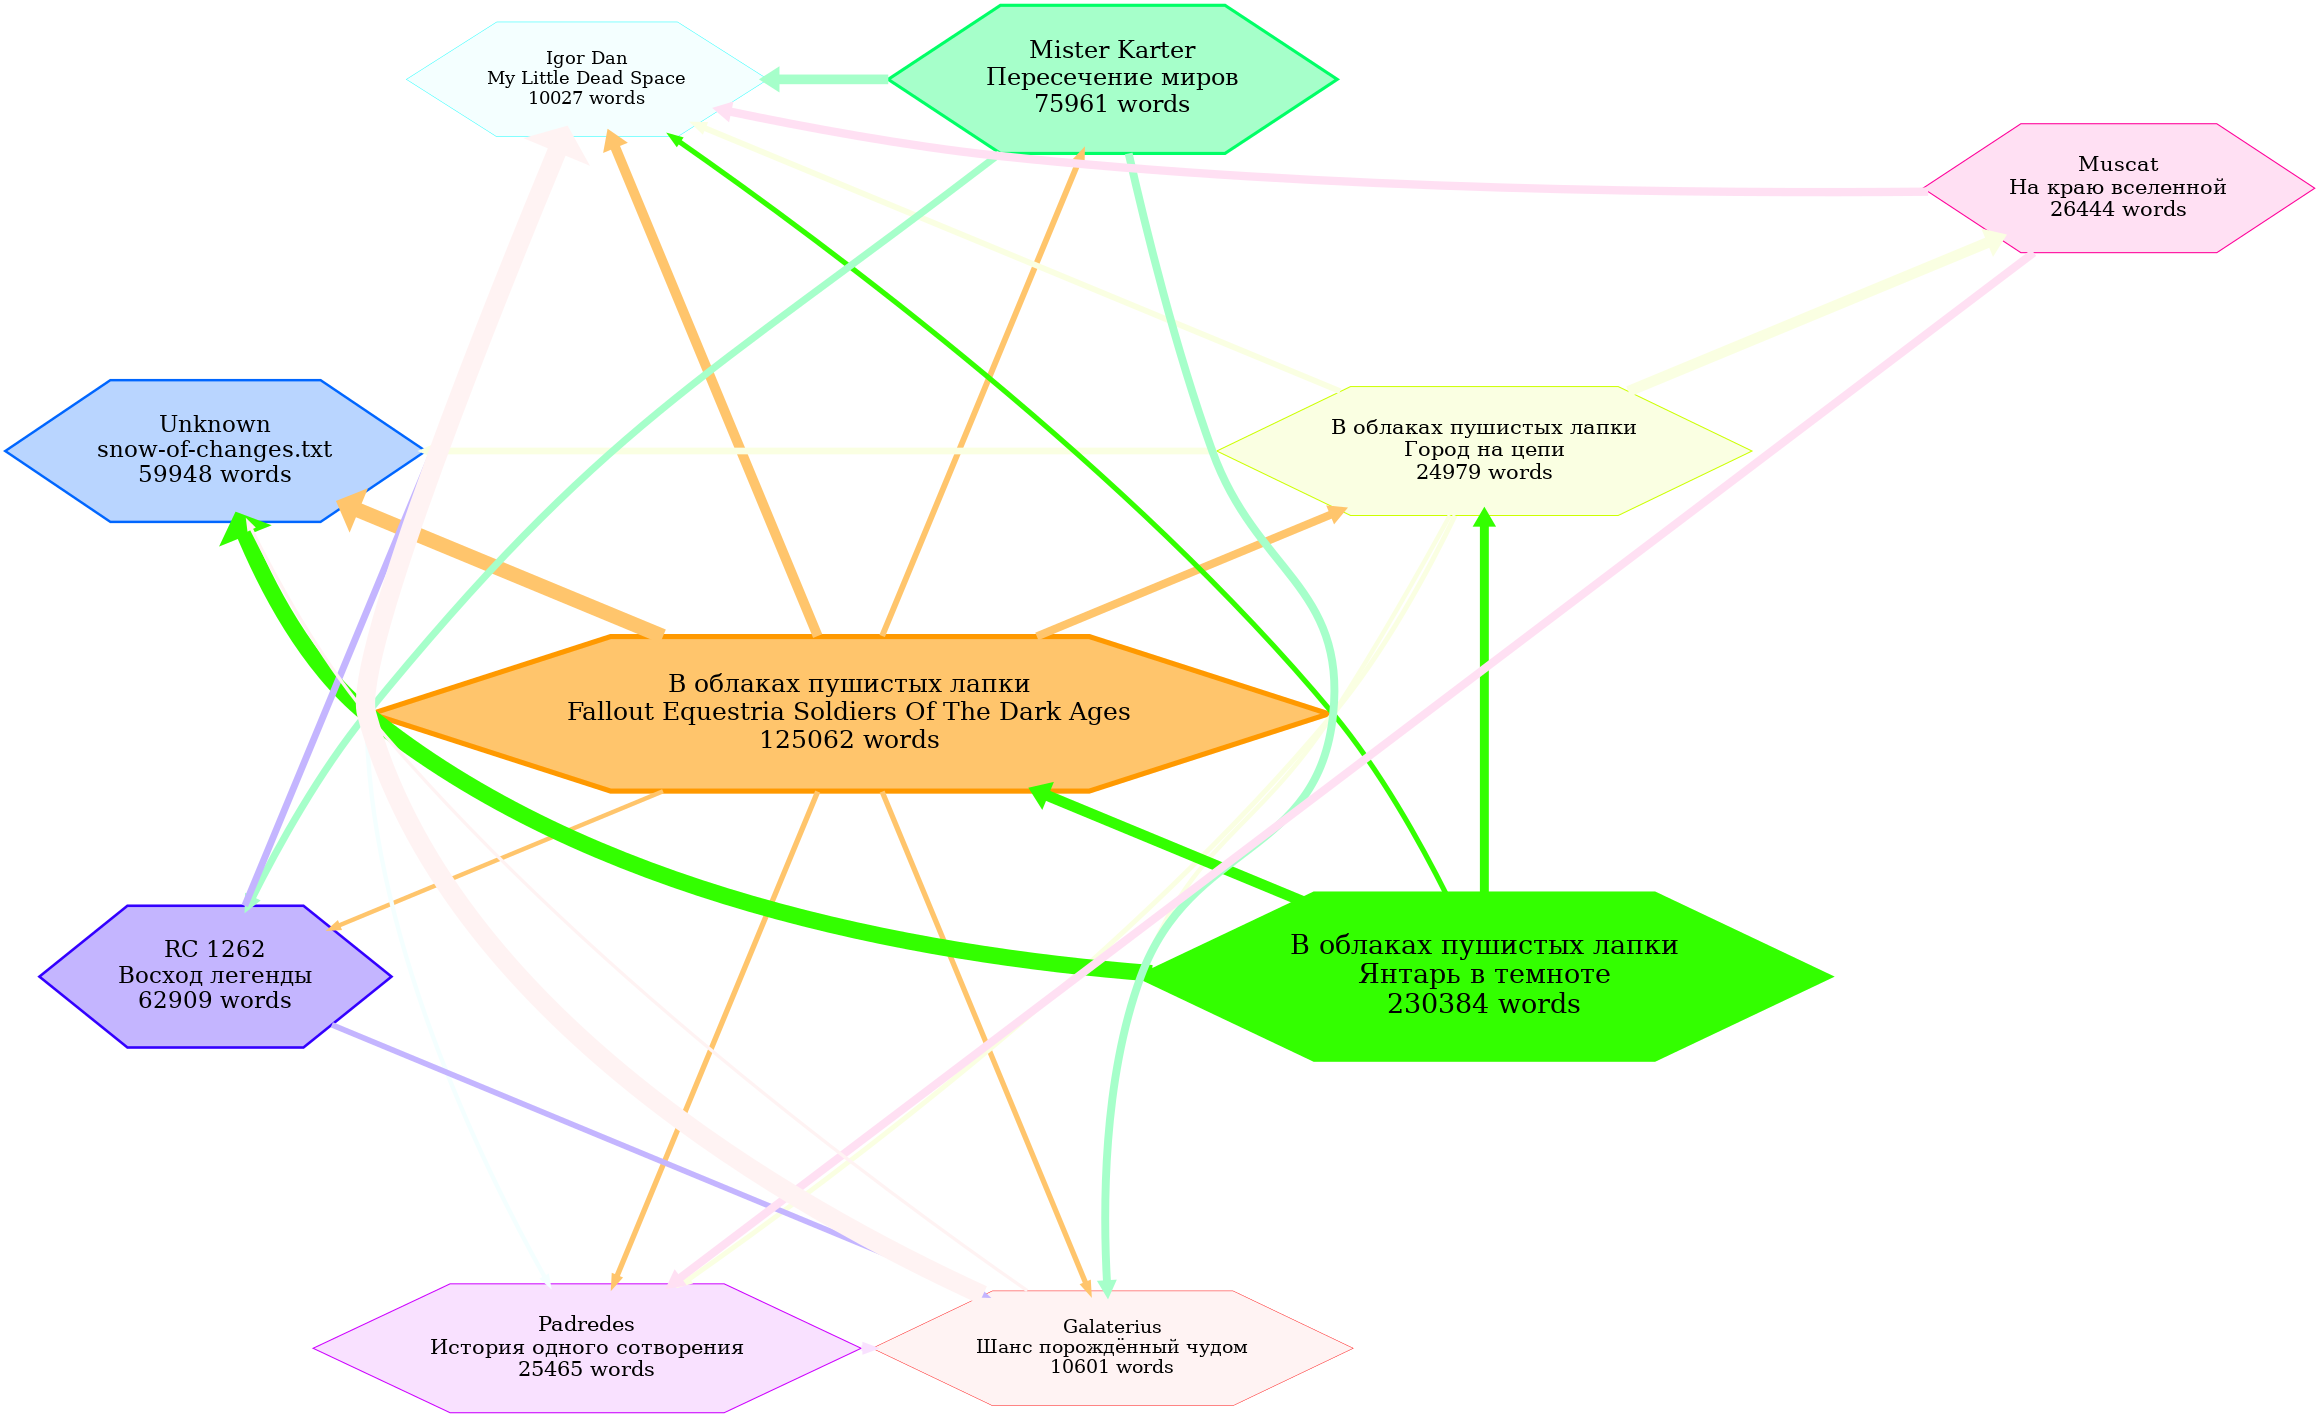 Igor Dan
My Little Dead Space
10027 words
Mister Karter
Пересечение миров
75961 words
Muscat
На краю вселенной
26444 words
Unknown
snow-of-changes.txt
59948 words
В облаках пушистых лапки
Город на цепи
24979 words
В облаках пушистых лапки
Fallout Equestria Soldiers Of The Dark Ages
125062 words
RC 1262
Восход легенды
62909 words
В облаках пушистых лапки
Янтарь в темноте
230384 words
Padredes
История одного сотворения
25465 words
Galaterius
Шанс порождённый чудом
10601 words